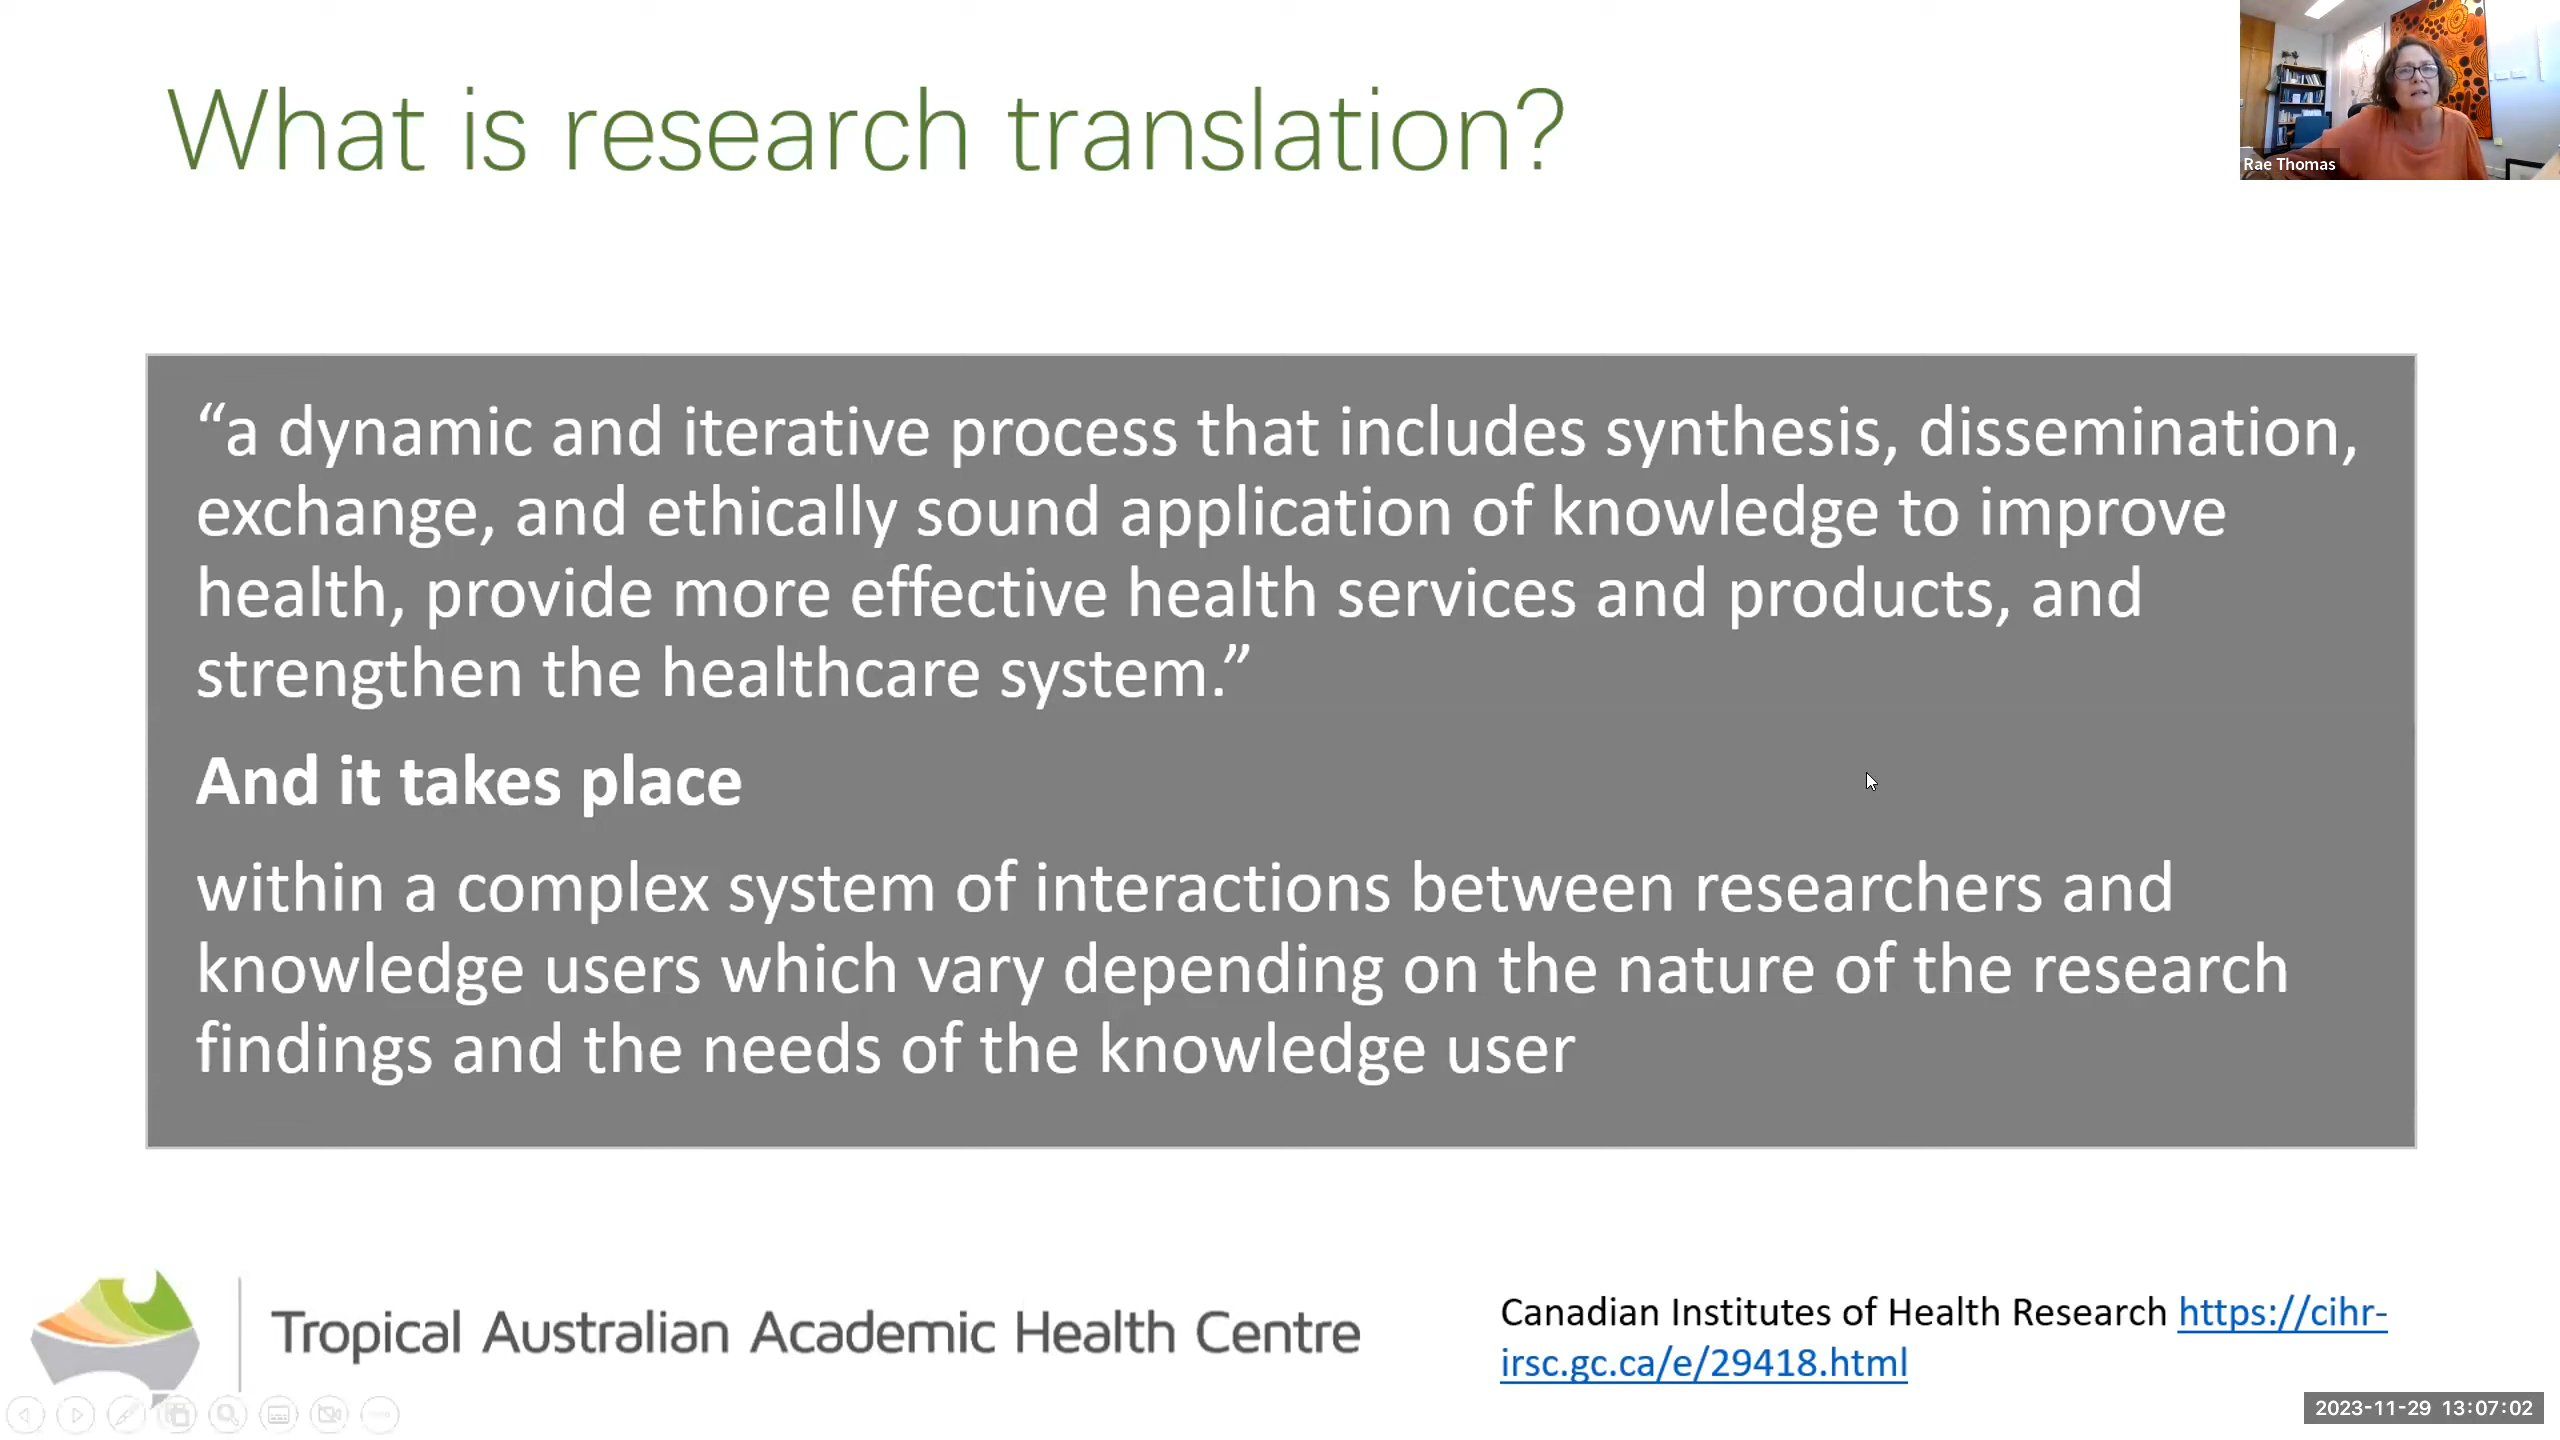 What is research translation?
Rae Thomas
“a dynamic and iterative process that includes synthesis, dissemination,
exchange, and ethically sound application of knowledge to improve
health, provide more effective health services and products, and
strengthen the healthcare system.”
And it takes place
within a complex system of interactions between researchers and
knowledge users which vary depending on the nature of the research
findings and the needs of the knowledge user
Tropical Australian Academic Health Centre
Canadian Institutes of Health Research https://cihr-
irsc.gc.ca/e/29418.html
2023-11-29 13:07:02